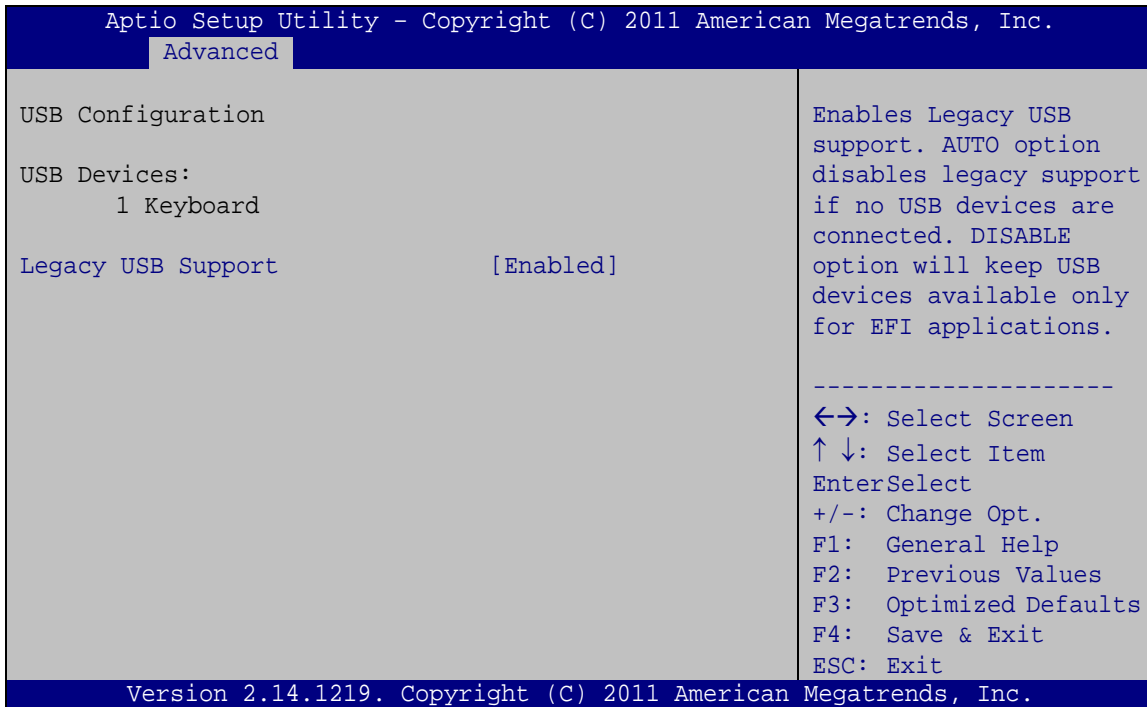 Aptio Setup Utility – Copyright (C) 2011 American Megatrends, Inc.
Advanced
USB Configuration
USB Devices:
1 Keyboard
Legacy USB Support [Enabled]
Enables Legacy USB
support. AUTO option
disables legacy support
if no USB devices are
connected. DISABLE
option will keep USB
devices available only
for EFI applications.
---------------------
←→: Select Screen
↑ ↓: Select Item
EnterSelect
+/-: Change Opt.
F1: General Help
F2: Previous Values
F3: Optimized Defaults
F4: Save & Exit
ESC: Exit
Version 2.14.1219. Copyright (C) 2011 American Megatrends, Inc.